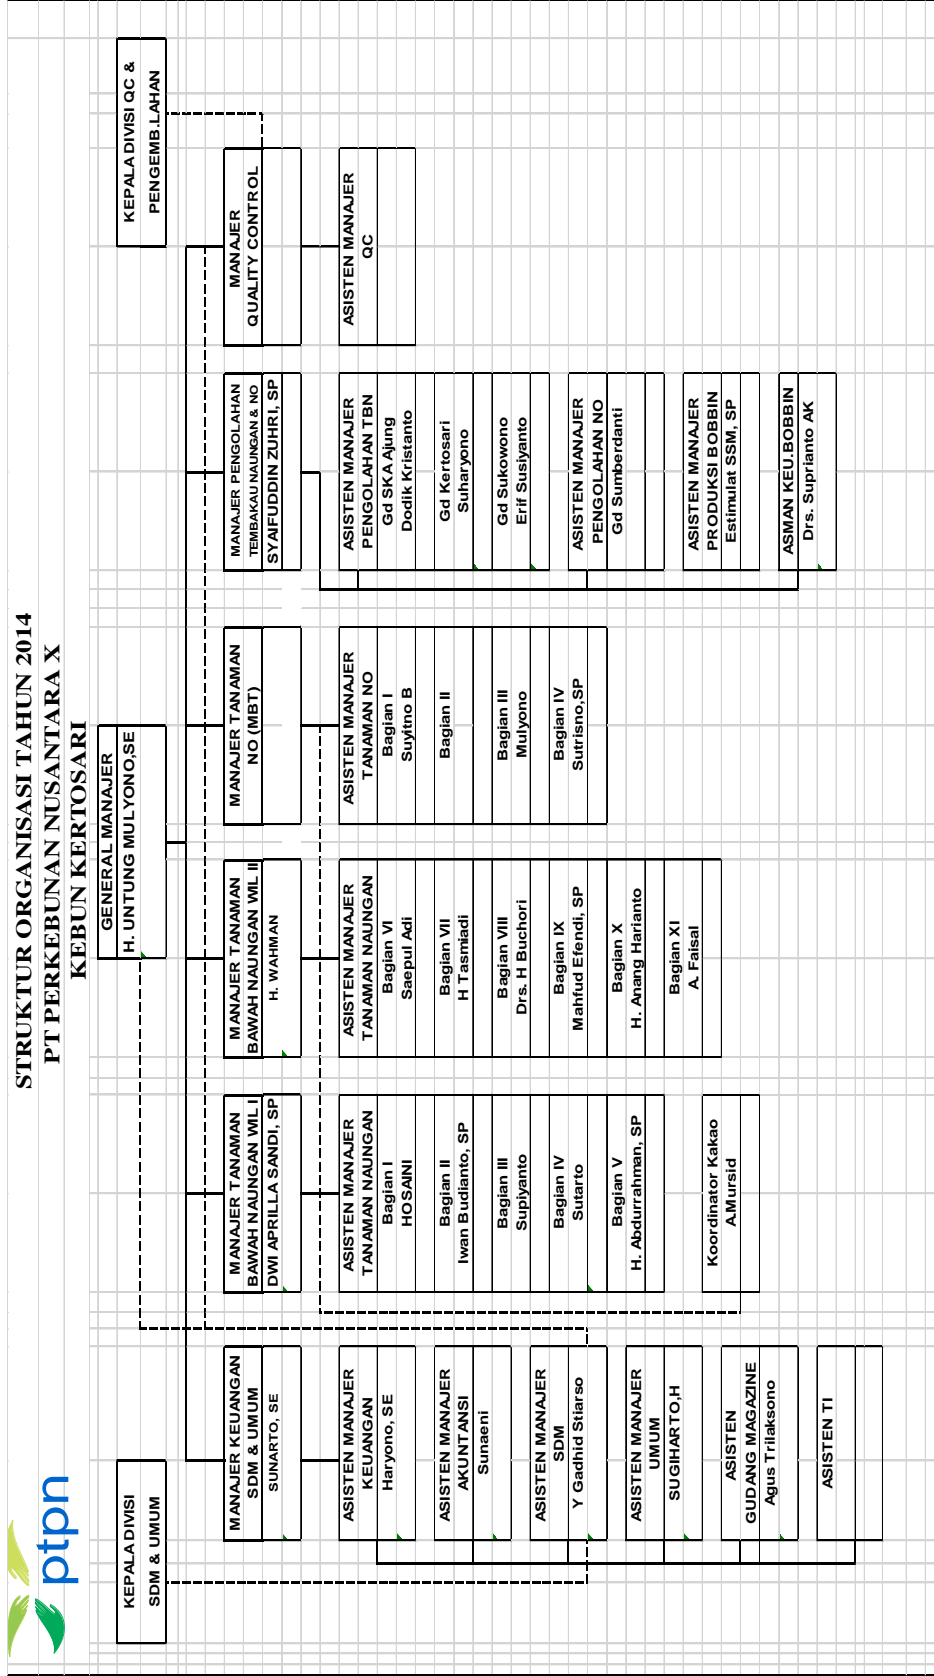 ptpn
STRUKTUR ORGANISASI TAHUN 2014
PT PERKEBUNAN NUSANTARA X
KEBUN KERTOSARI
GENERAL MANAJER
H. UNTUNG MULYONO,SE
KEPALA DIVISI
SDM & UMUM
KEPALA DIVISI QC &
PENGEMB.LAHAN
MANAJER KEUANGAN
SDM & UMUM
SUNARTO, SE
MANAJER TANAMAN
BAWAH NAUNGAN WIL I
DWI APRILLA SANDI, SP
MANAJER TANAMAN
BAWAH NAUNGAN WIL II
H. WAHMAN
MANAJER TANAMAN
NO (MBT)
MANAJER PENGOLAHAN
TEMBAKAU NAUNGAN & NO
SYAIFUDDIN ZUHRI, SP
MANAJER
QUALITY CONTROL
ASISTEN MANAJER
KEUANGAN
Haryono, SE
ASISTEN MANAJER
AKUNTANSI
Sunaeni
ASISTEN MANAJER
SDM
Y Gadhid Stiarso
ASISTEN MANAJER
UMUM
SUGIHARTO,H
ASISTEN
GUDANG MAGAZINE
Agus Trilaksono
ASISTEN TI
ASISTEN MANAJER
TANAMAN NAUNGAN
Bagian I
HOSAINI
Bagian II
Iwan Budianto, SP
Bagian III
Supiyanto
Bagian IV
Sutarto
Bagian V
H. Abdurrahman, SP
Koordinator Kakao
A.Mursid
ASISTEN MANAJER
TANAMAN NAUNGAN
Bagian VI
Saepul Adi
Bagian VII
H Tasmiadi
Bagian VIII
Drs. H Buchori
Bagian IX
Mahfud Efendi, SP
Bagian X
H. Anang Harianto
Bagian XI
A. Faisal
ASISTEN MANAJER
TANAMAN NO
Bagian I
Suyitno B
Bagian II
Bagian III
Mulyono
Bagian IV
Sutrisno,SP
ASISTEN MANAJER
PENGOLAHAN TBN
Gd SKA Ajung
Dodik Kristanto
Gd Kertosari
Suharyono
Gd Sukowono
Erif Susiyanto
ASISTEN MANAJER
PENGOLAHAN NO
Gd Sumberdanti
ASISTEN MANAJER
PRODUKSI BOBBIN
Estimulat SSM, SP
ASMAN KEU.BOBBIN
Drs. Suprianto AK
ASISTEN MANAJER
QC